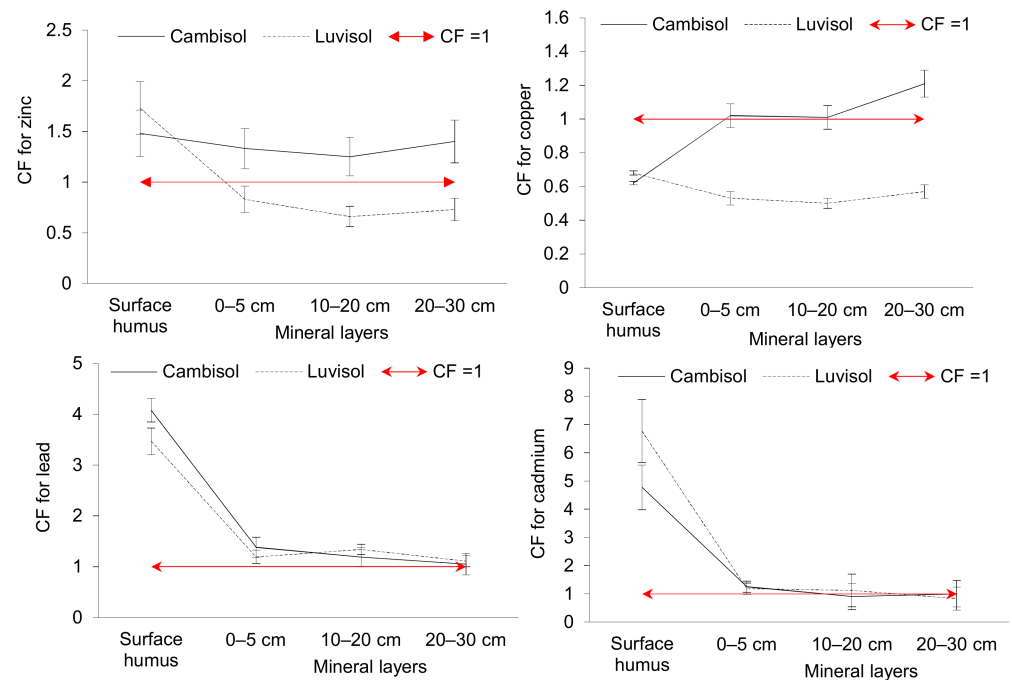 2.5
2
1.5
1
0.5
0
CF for zinc
Cambisol
Luvisol
CF =1
Surface humus
0–5 cm
10–20 cm
20–30 cm
Mineral layers
1.6
1.4
1.2
1
0.8
0.6
0.4
0.2
0
CF for copper
Cambisol
Luvisol
CF =1
Surface
humus
0–5 cm
10–20 cm
20–30 cm
Mineral layers
5
4
3
2
1
0
CF for lead
Cambisol
Luvisol
CF =1
Surface
humus
0–5 cm
10–20 cm
20–30 cm
Mineral layers
9
8
7
6
5
4
3
2
1
0
CF for cadmium
Cambisol
Luvisol
CF =1
Surface
humus
0–5 cm
10–20 cm
20–30 cm
Mineral layers